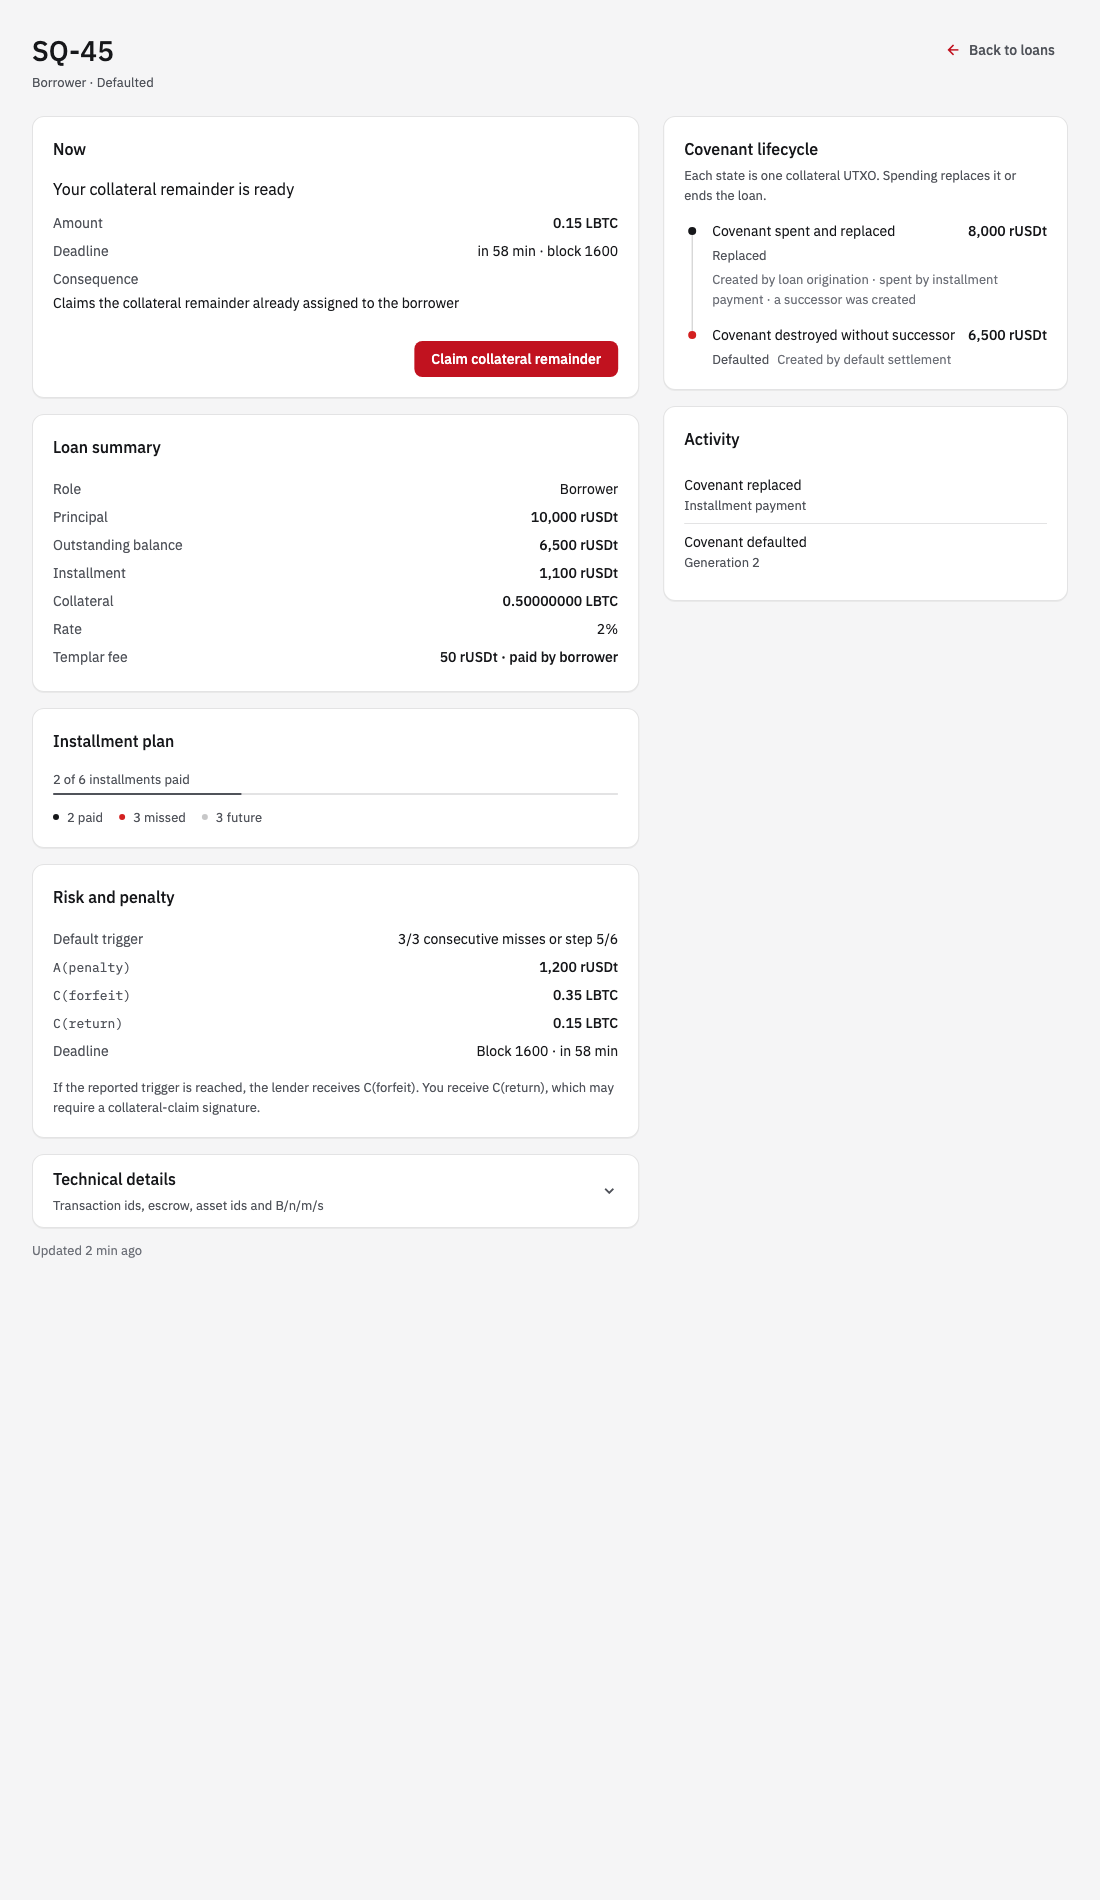 SQ-45
Borrower · Defaulted
Back to loans
Now
Your collateral remainder is ready
Amount 0.15 LBTC
Deadline in 58 min · block 1600
Consequence
Claims the collateral remainder already assigned to the borrower
Claim collateral remainder
Loan summary
Role Borrower
Principal 10,000 rUSDt
Outstanding balance 6,500 rUSDt
Installment 1,100 rUSDt
Collateral 0.50000000 LBTC
Rate 2%
Templar fee 50 rUSDt · paid by borrower
Installment plan
2 of 6 installments paid
2 paid 3 missed 3 future
Risk and penalty
Default trigger 3/3 consecutive misses or step 5/6
A(penalty) 1,200 rUSDt
C(forfeit) 0.35 LBTC
C(return) 0.15 LBTC
Deadline Block 1600 · in 58 min
If the reported trigger is reached, the lender receives C(forfeit). You receive C(return), which may
require a collateral-claim signature.
Technical details
Transaction ids, escrow, asset ids and B/n/m/s
Updated 2 min ago
Covenant lifecycle
Each state is one collateral UTXO. Spending replaces it or
ends the loan.
Covenant spent and replaced 8,000 rUSDt
Replaced
Created by loan origination · spent by installment
payment · a successor was created
Covenant destroyed without successor 6,500 rUSDt
Defaulted Created by default settlement
Activity
Covenant replaced
Installment payment
Covenant defaulted
Generation 2